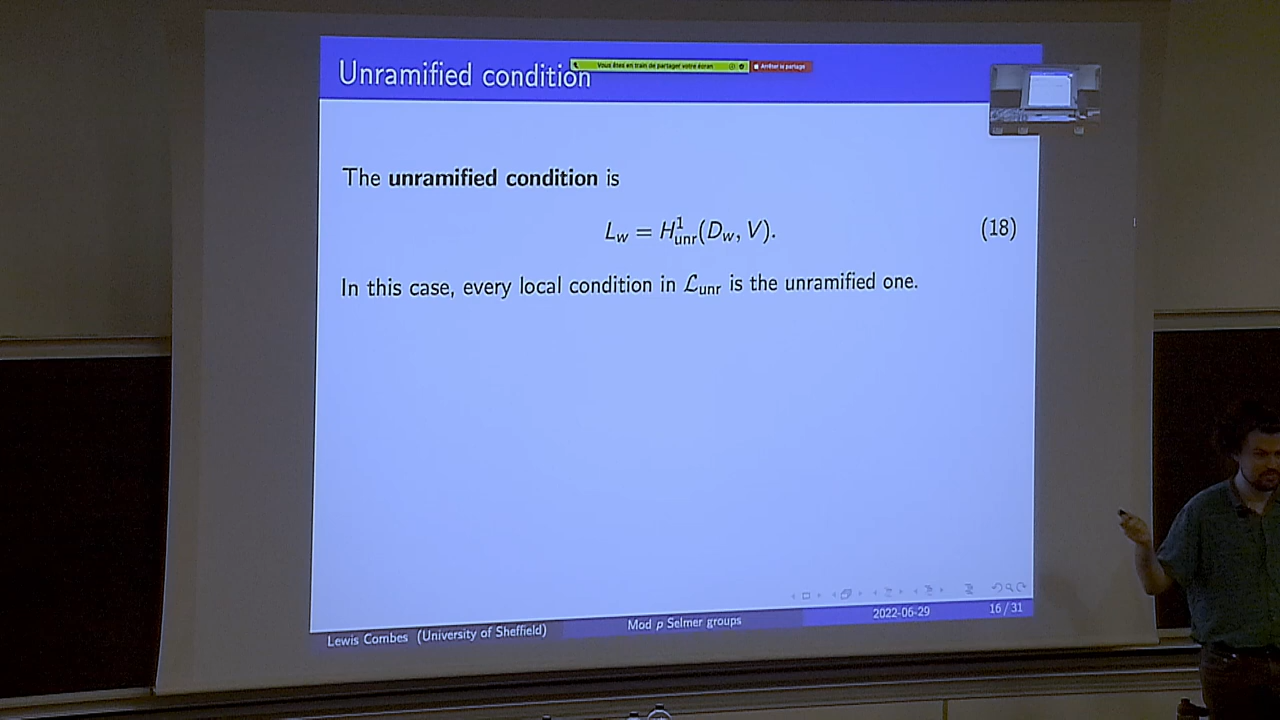 Unramified condition
Vous êtes en train de partager votre écran
Arrêter le partage
The unramified condition is
L_w = H^1_unr(D_w, V). (18)
In this case, every local condition in 𝓛_unr is the unramified one.
Lewis Combes (University of Sheffield) Mod p Selmer groups 2022-06-29 16 / 31